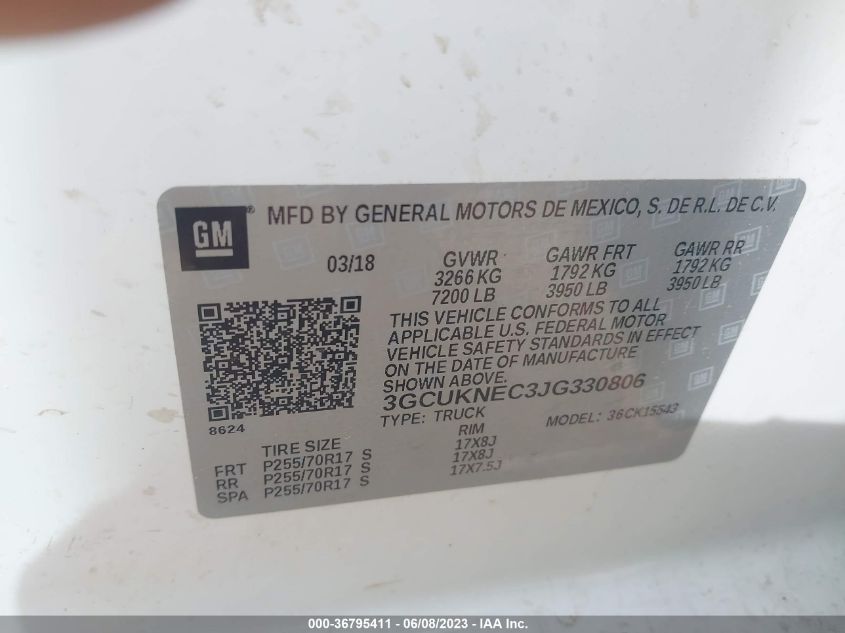 GM ® MFD BY GENERAL MOTORS DE MEXICO, S. DE R.L. DE C.V.
03/18 GVWR GAWR FRT GAWR RR
3266 KG 1792 KG 1792 KG
7200 LB 3950 LB 3950 LB
THIS VEHICLE CONFORMS TO ALL
APPLICABLE U.S. FEDERAL MOTOR
VEHICLE SAFETY STANDARDS IN EFFECT
ON THE DATE OF MANUFACTURE
SHOWN ABOVE.
3GCUKNEC3JG330806
TYPE: TRUCK MODEL: 36CK15543
8624
TIRE SIZE RIM
FRT P255/70R17 S 17X8J
RR P255/70R17 S 17X8J
SPA P255/70R17 S 17X7.5J
000-36795411 - 06/08/2023 - Copyright © IAA, Inc.